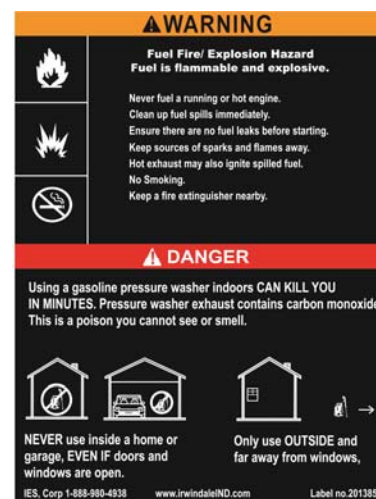 WARNING
Fuel Fire/ Explosion Hazard
Fuel is flammable and explosive.
Never fuel a running or hot engine.
Clean up fuel spills immediately.
Ensure there are no fuel leaks before starting.
Keep sources of sparks and flames away.
Hot exhaust may also ignite spilled fuel.
No Smoking.
Keep a fire extinguisher nearby.
DANGER
Using a gasoline pressure washer indoors CAN KILL YOU
IN MINUTES. Pressure washer exhaust contains carbon monoxide
This is a poison you cannot see or smell.
NEVER use inside a home or
garage, EVEN IF doors and
windows are open.
Only use OUTSIDE and
far away from windows,
IES, Corp 1-888-980-4938 www.irwindaleIND.com Label no.201385